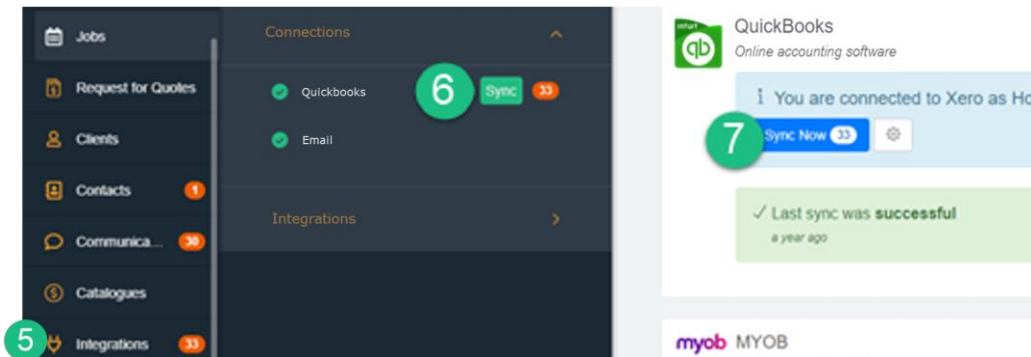 Jobs
Request for Quotes
Clients
Contacts 1
Communica... 30
Catalogues
5 Integrations 33
Connections
Quickbooks 6 Sync 33
Email
Integrations
intuit
qb
QuickBooks
Online accounting software
i You are connected to Xero as Ho
7 Sync Now 33
✓ Last sync was successful
a year ago
myob MYOB